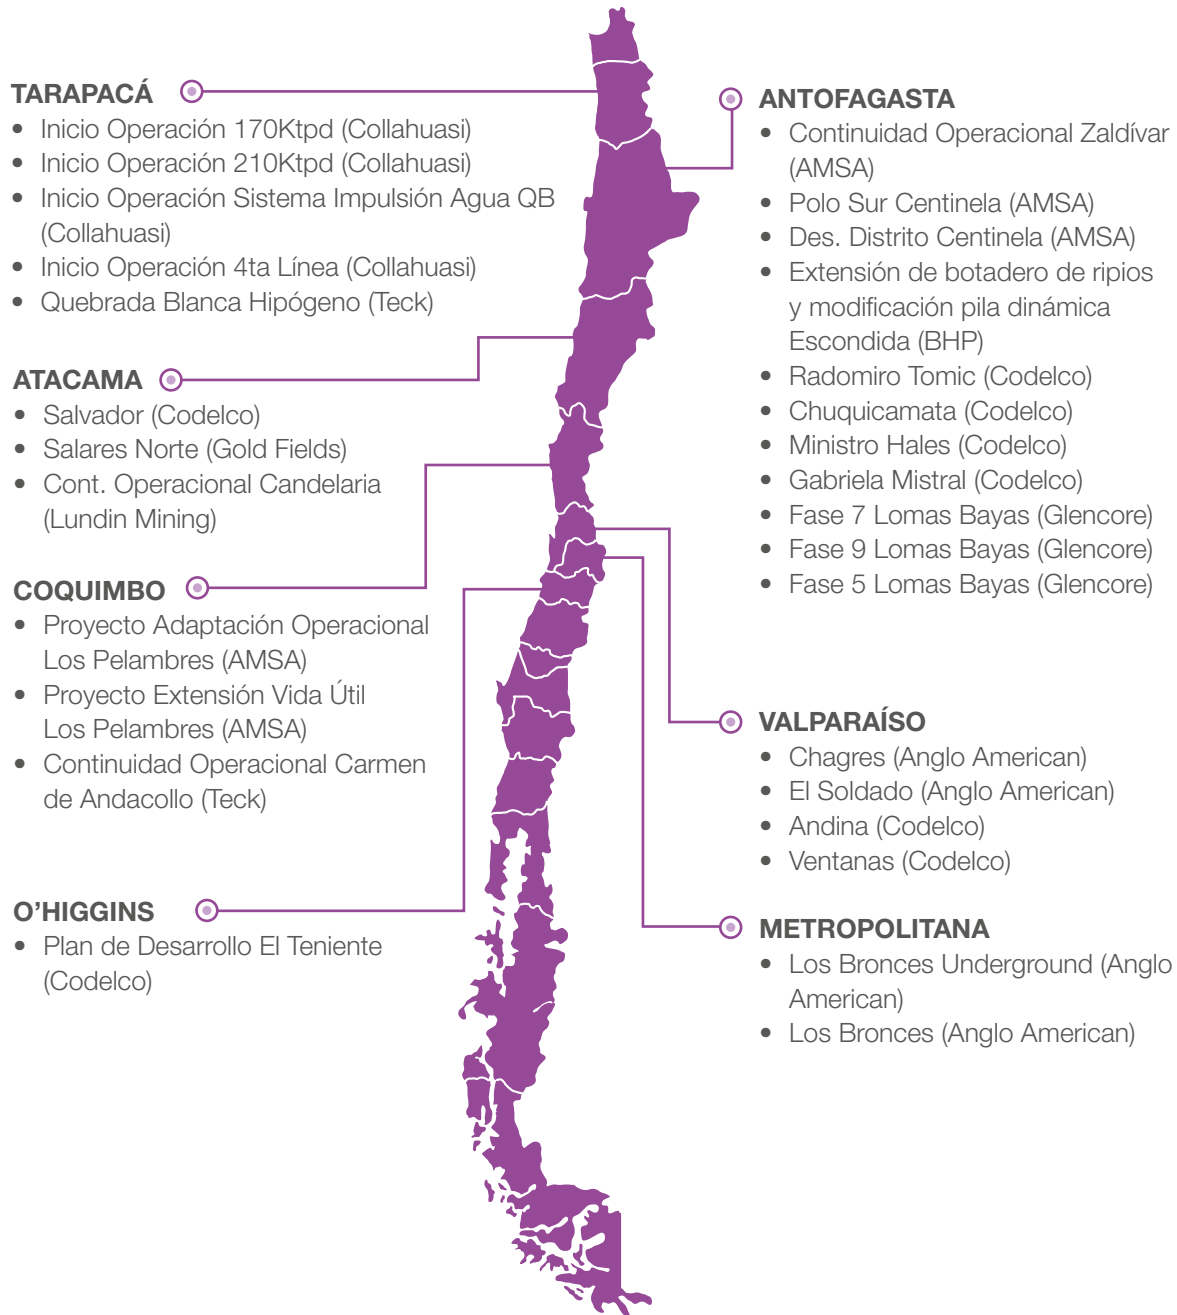 TARAPACÁ
• Inicio Operación 170Ktpd (Collahuasi)
• Inicio Operación 210Ktpd (Collahuasi)
• Inicio Operación Sistema Impulsión Agua QB
(Collahuasi)
• Inicio Operación 4ta Línea (Collahuasi)
• Quebrada Blanca Hipógeno (Teck)
ATACAMA
• Salvador (Codelco)
• Salares Norte (Gold Fields)
• Cont. Operacional Candelaria
(Lundin Mining)
COQUIMBO
• Proyecto Adaptación Operacional
Los Pelambres (AMSA)
• Proyecto Extensión Vida Útil
Los Pelambres (AMSA)
• Continuidad Operacional Carmen
de Andacollo (Teck)
O’HIGGINS
• Plan de Desarrollo El Teniente
(Codelco)
ANTOFAGASTA
• Continuidad Operacional Zaldívar
(AMSA)
• Polo Sur Centinela (AMSA)
• Des. Distrito Centinela (AMSA)
• Extensión de botadero de ripios
y modificación pila dinámica
Escondida (BHP)
• Radomiro Tomic (Codelco)
• Chuquicamata (Codelco)
• Ministro Hales (Codelco)
• Gabriela Mistral (Codelco)
• Fase 7 Lomas Bayas (Glencore)
• Fase 9 Lomas Bayas (Glencore)
• Fase 5 Lomas Bayas (Glencore)
VALPARAÍSO
• Chagres (Anglo American)
• El Soldado (Anglo American)
• Andina (Codelco)
• Ventanas (Codelco)
METROPOLITANA
• Los Bronces Underground (Anglo
American)
• Los Bronces (Anglo American)